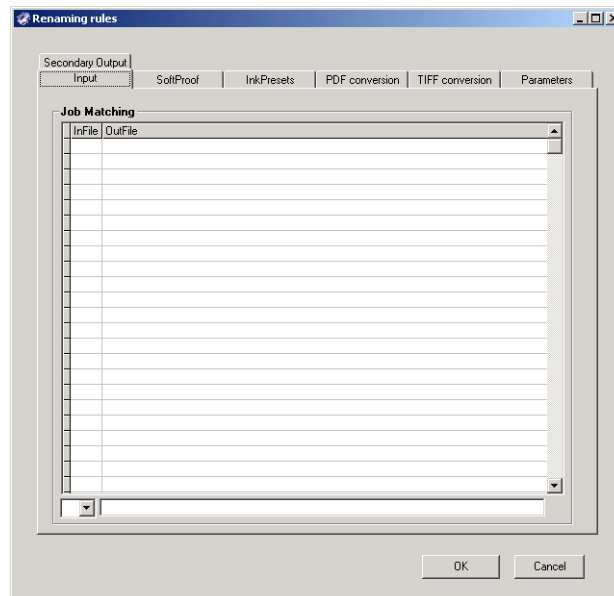 Renaming rules
Secondary Output
Input SoftProof InkPresets PDF conversion TIFF conversion Parameters
Job Matching
InFile OutFile
OK Cancel